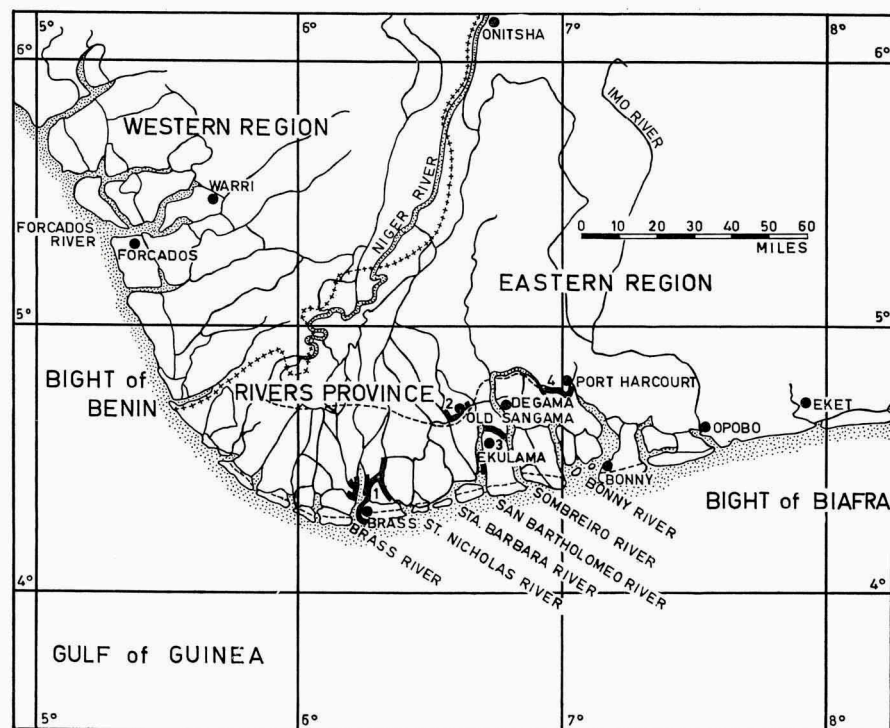 5° 6° 7° 8°
6° 6°
ONITSHA
WESTERN REGION
IMO RIVER
WARRI
NIGER RIVER
FORCADOS
RIVER
FORCADOS
0 10 20 30 40 50 60
MILES
EASTERN REGION
5° 5°
BIGHT of
BENIN
RIVERS PROVINCE
4
PORT HARCOURT
2
DEGAMA
OLD SANGAMA
EKET
OPOBO
3
EKULAMA
BONNY
1
BRASS
BONNY RIVER
SOMBREIRO RIVER
SAN BARTHOLOMEO RIVER
STA. BARBARA RIVER
ST. NICHOLAS RIVER
BRASS RIVER
BIGHT of BIAFRA
4° 4°
GULF of GUINEA
5° 6° 7° 8°